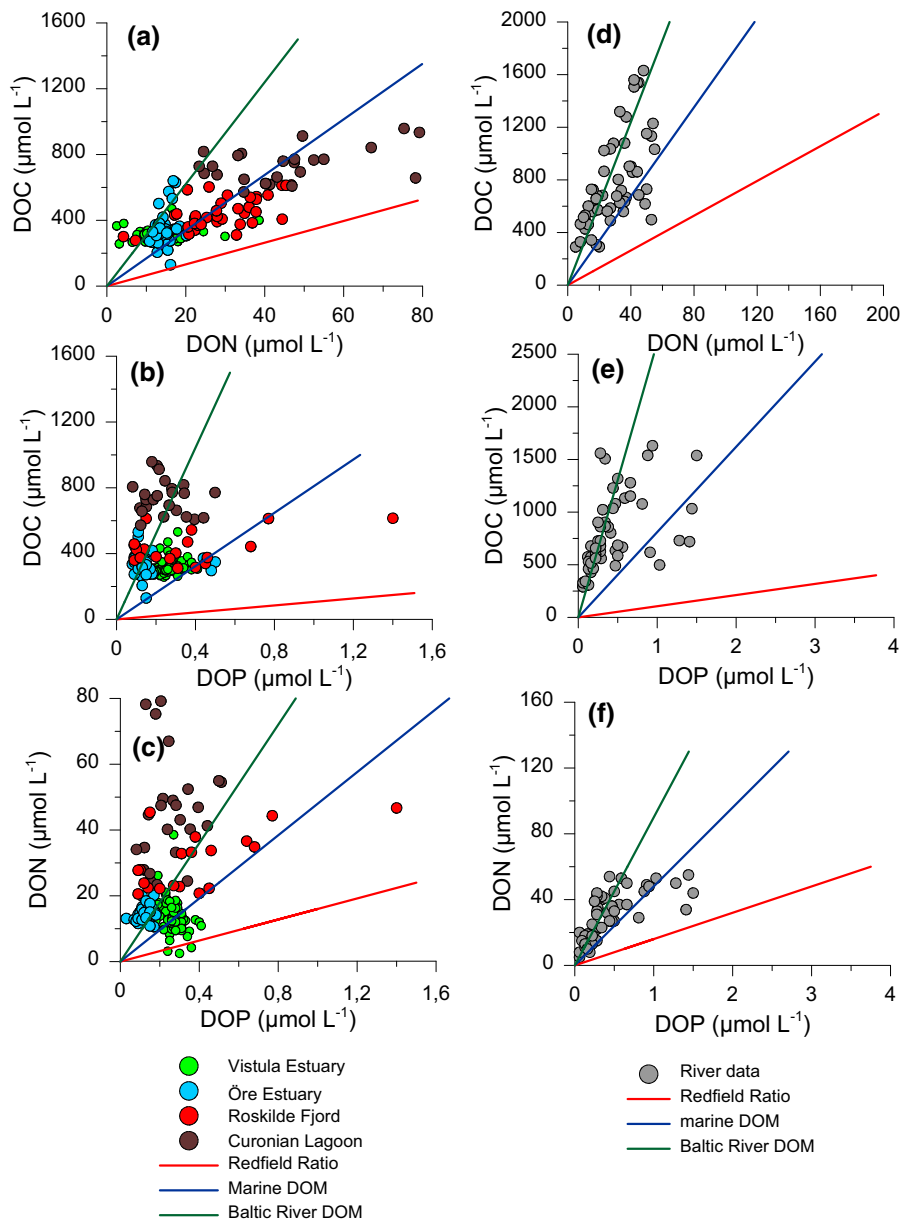 (a)
1600
1200
800
400
0
DOC (µmol L⁻¹)
20
40
60
80
DON (µmol L⁻¹)
(d)
2000
1600
1200
800
400
0
DOC (µmol L⁻¹)
0
40
80
120
160
200
DON (µmol L⁻¹)
(b)
1600
1200
800
400
0
DOC (µmol L⁻¹)
0
0,4
0,8
1,2
1,6
DOP (µmol L⁻¹)
(e)
2500
2000
1500
1000
500
0
DOC (µmol L⁻¹)
0
1
2
3
4
DOP (µmol L⁻¹)
(c)
80
60
40
20
0
DON (µmol L⁻¹)
0
0,4
0,8
1,2
1,6
DOP (µmol L⁻¹)
(f)
160
120
80
40
0
DON (µmol L⁻¹)
0
1
2
3
4
DOP (µmol L⁻¹)
Vistula Estuary
Öre Estuary
Roskilde Fjord
Curonian Lagoon
Redfield Ratio
Marine DOM
Baltic River DOM
River data
Redfield Ratio
marine DOM
Baltic River DOM